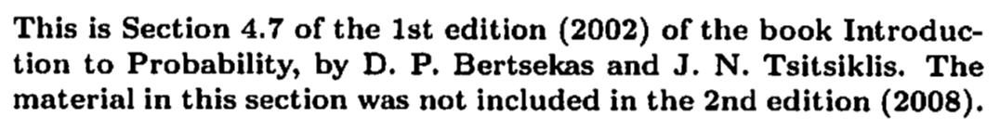 This is Section 4.7 of the 1st edition (2002) of the book Introduc-
tion to Probability, by D. P. Bertsekas and J. N. Tsitsiklis. The
material in this section was not included in the 2nd edition (2008).